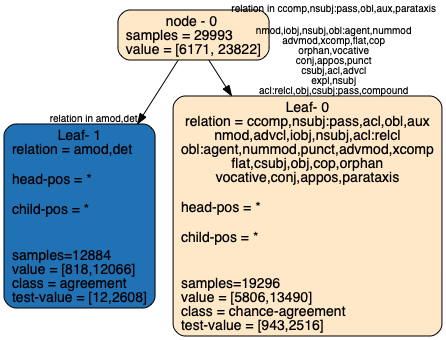 relation in ccomp,nsubj:pass,obl,aux,parataxis
node - 0
samples = 29993
value = [6171, 23822]
nmod,iobj,nsubj,obl:agent,nummod
advmod,xcomp,flat,cop
orphan,vocative
conj,appos,punct
csubj,acl,advcl
expl,nsubj
acl:relcl,obj,csubj:pass,compound
relation in amod,det
Leaf- 1
relation = amod,det
head-pos = *
child-pos = *
samples=12884
value = [818,12066]
class = agreement
test-value = [12,2608]
Leaf- 0
relation = ccomp,nsubj:pass,acl,obl,aux
nmod,advcl,iobj,nsubj,acl:relcl
obl:agent,nummod,punct,advmod,xcomp
flat,csubj,obj,cop,orphan
vocative,conj,appos,parataxis
head-pos = *
child-pos = *
samples=19296
value = [5806,13490]
class = chance-agreement
test-value = [943,2516]